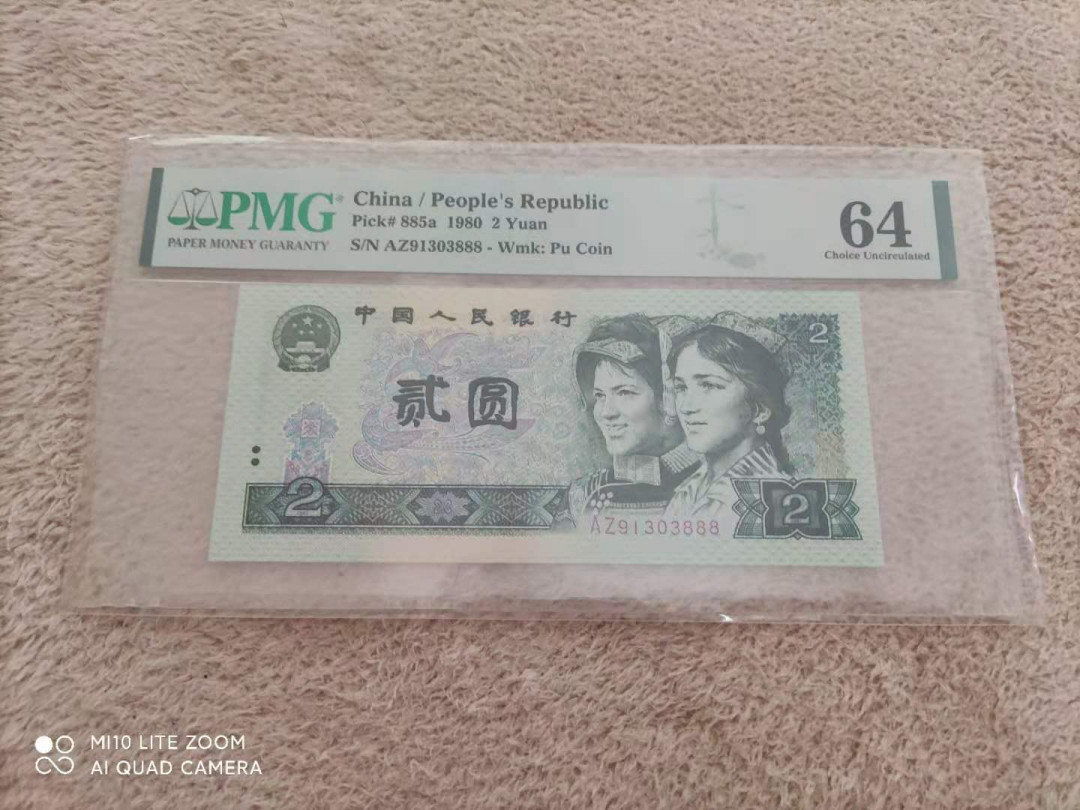 PMG
PAPER MONEY GUARANTY
China / People's Republic
Pick# 885a 1980 2 Yuan
S/N AZ91303888 - Wmk: Pu Coin
64
Choice Uncirculated
中国人民银行
2
贰圆
2
AZ91303888
2
MI10 LITE ZOOM
AI QUAD CAMERA